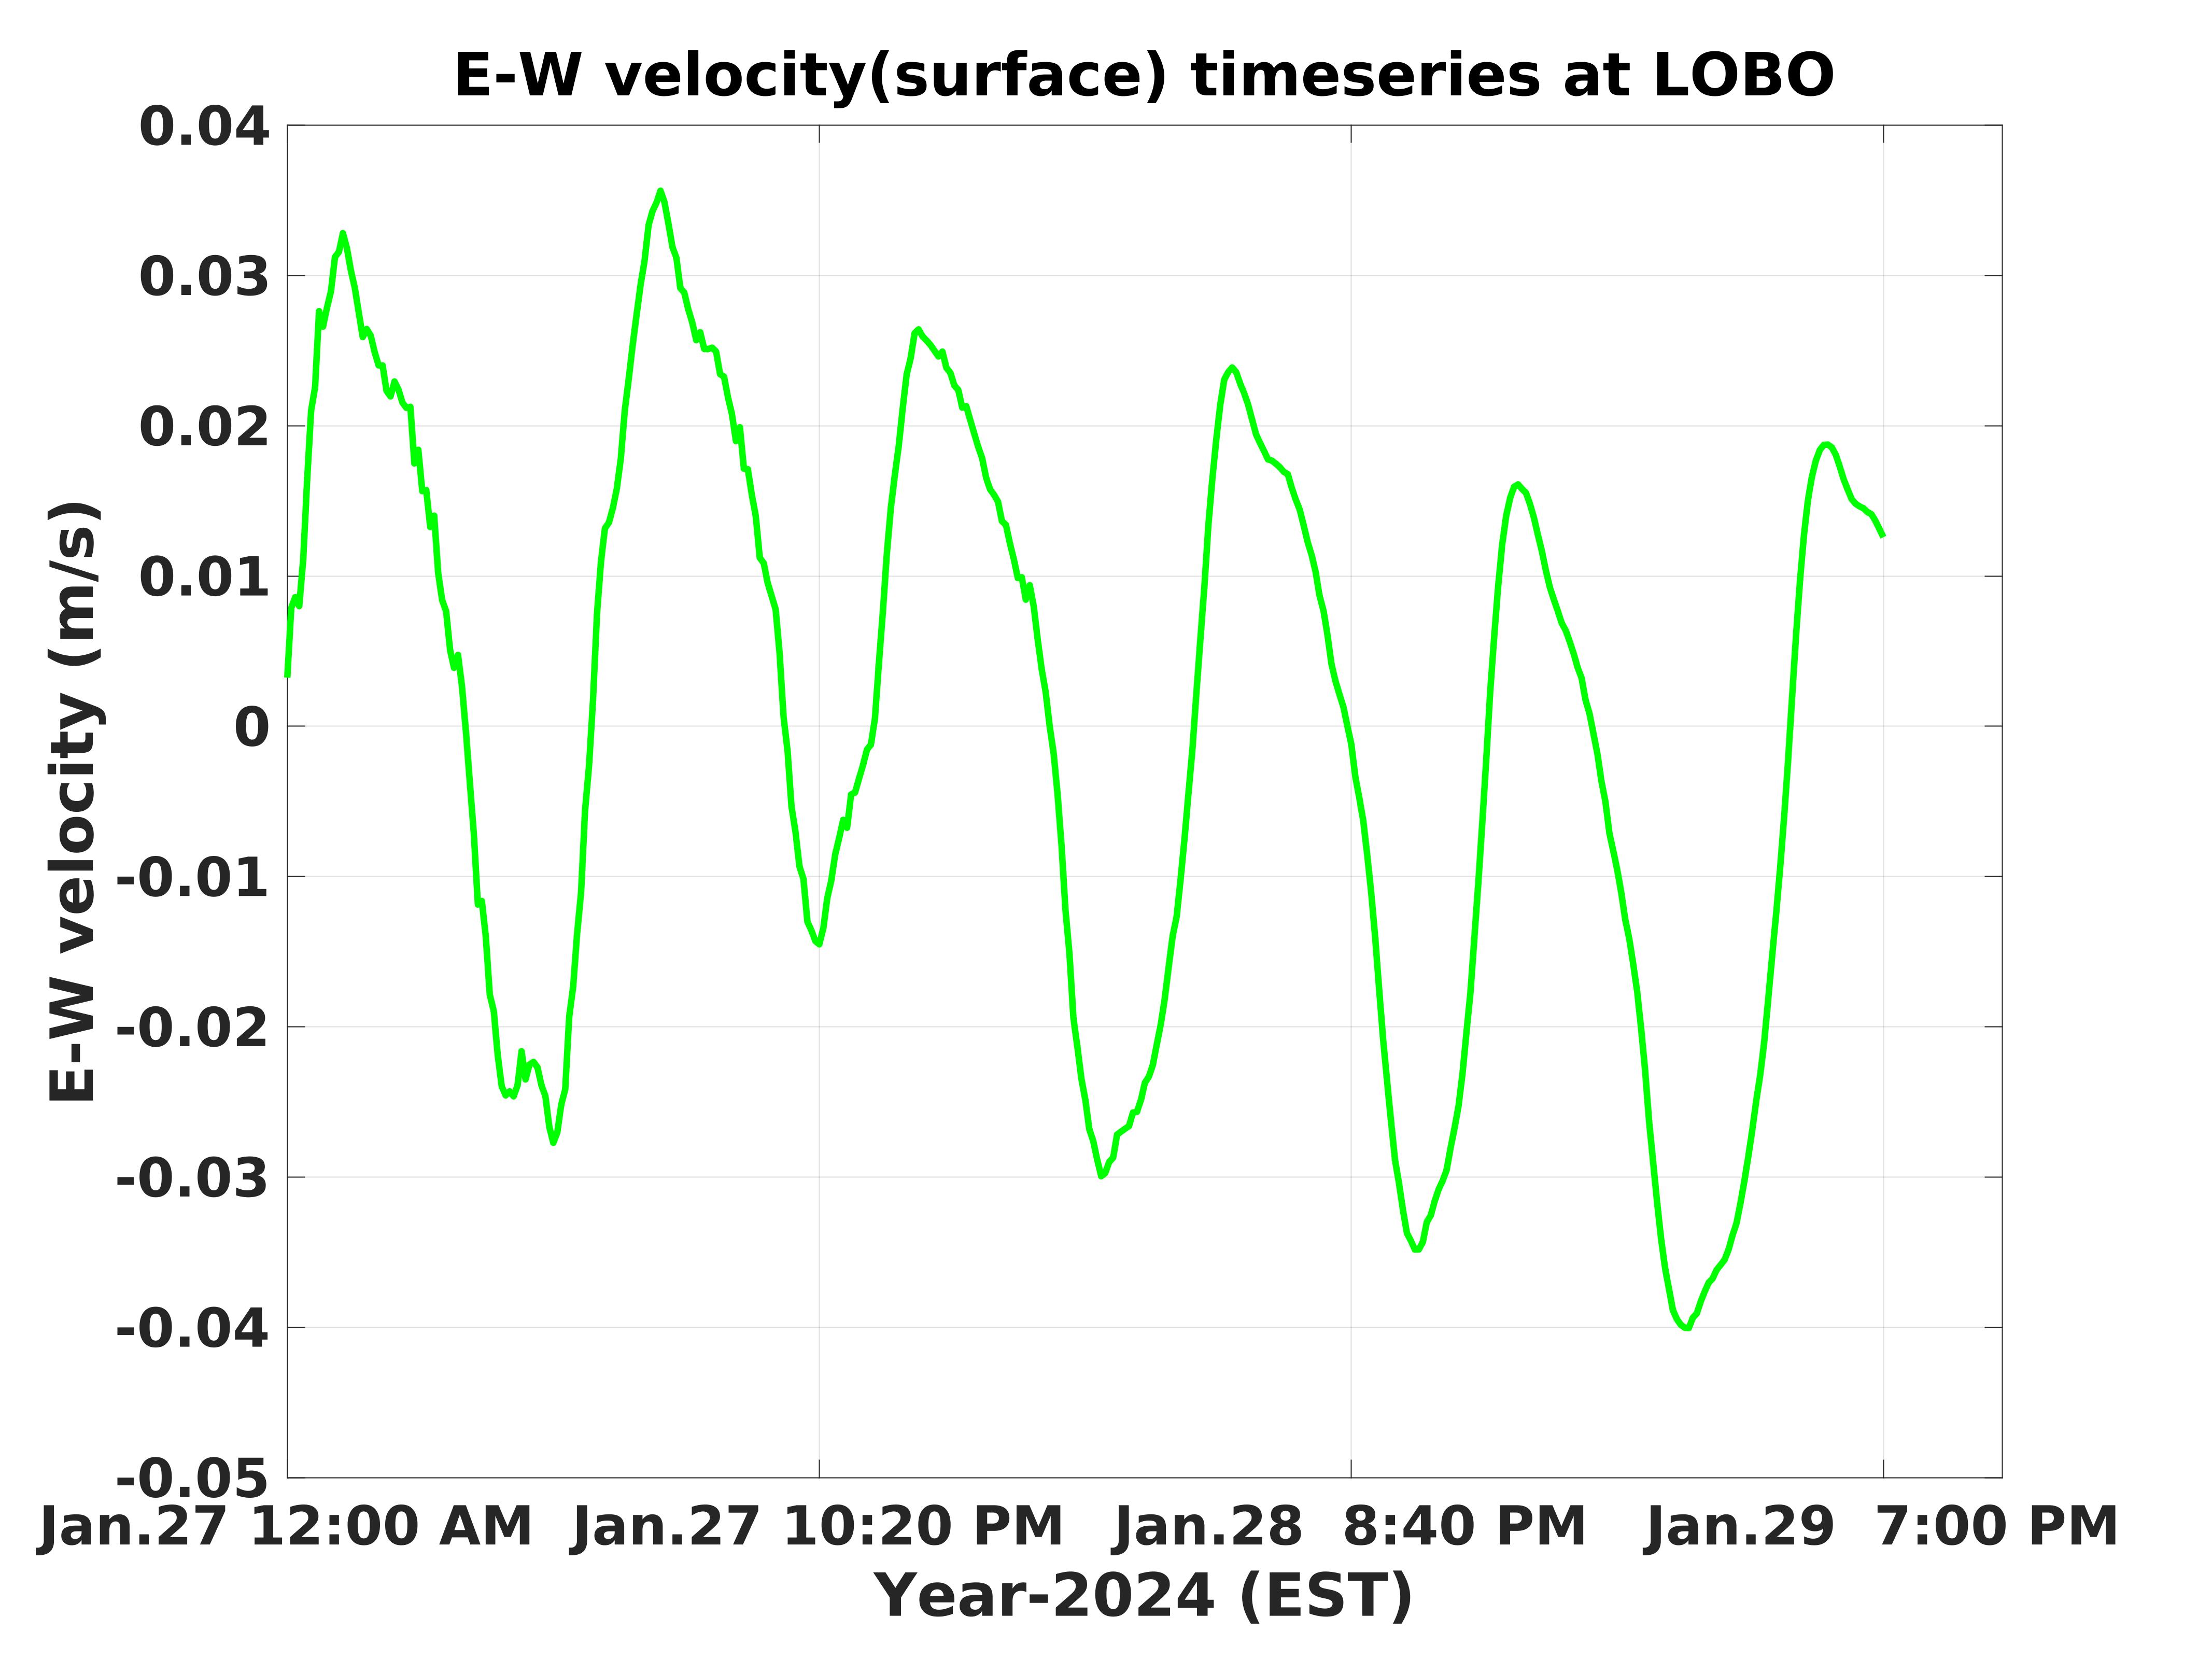 E-W velocity(surface) timeseries at LOBO
E-W velocity (m/s)
0.04
0.03
0.02
0.01
0
-0.01
-0.02
-0.03
-0.04
-0.05
Jan.27 12:00 AM Jan.27 10:20 PM Jan.28 8:40 PM Jan.29 7:00 PM
Year-2024 (EST)